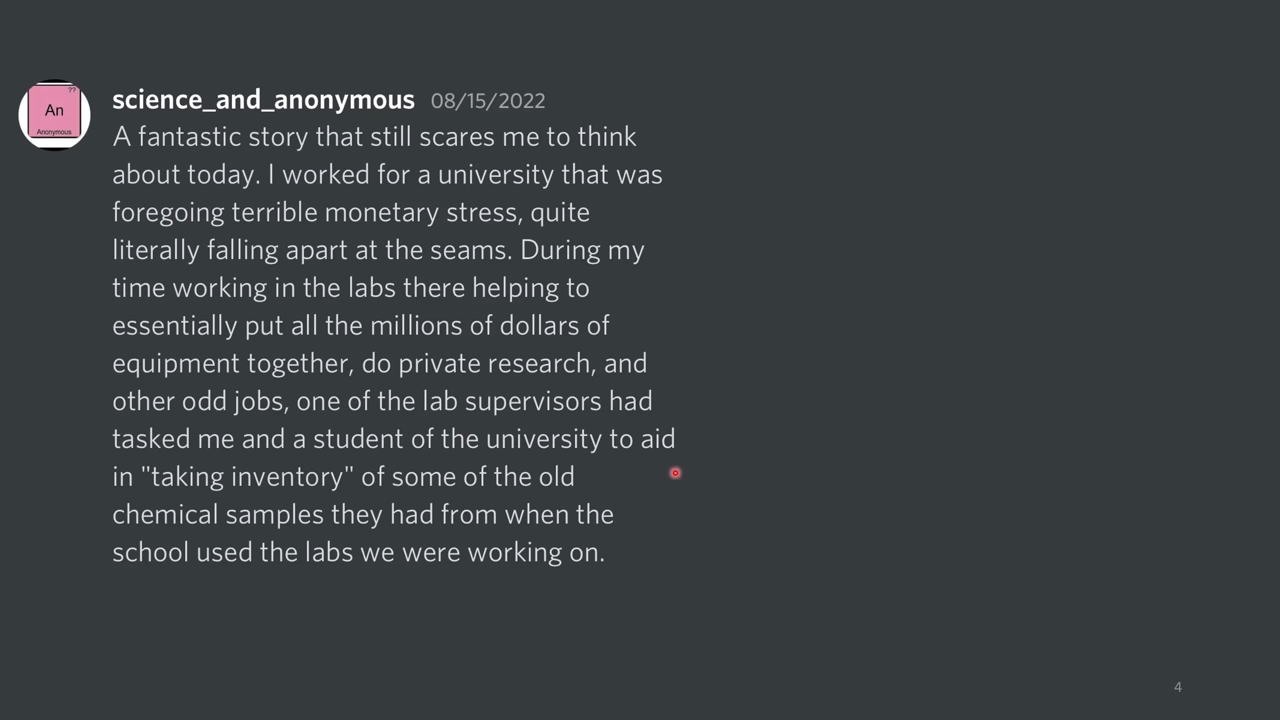 ??
An
Anonymous
science_and_anonymous 08/15/2022
A fantastic story that still scares me to think
about today. I worked for a university that was
foregoing terrible monetary stress, quite
literally falling apart at the seams. During my
time working in the labs there helping to
essentially put all the millions of dollars of
equipment together, do private research, and
other odd jobs, one of the lab supervisors had
tasked me and a student of the university to aid
in "taking inventory" of some of the old
chemical samples they had from when the
school used the labs we were working on.
4